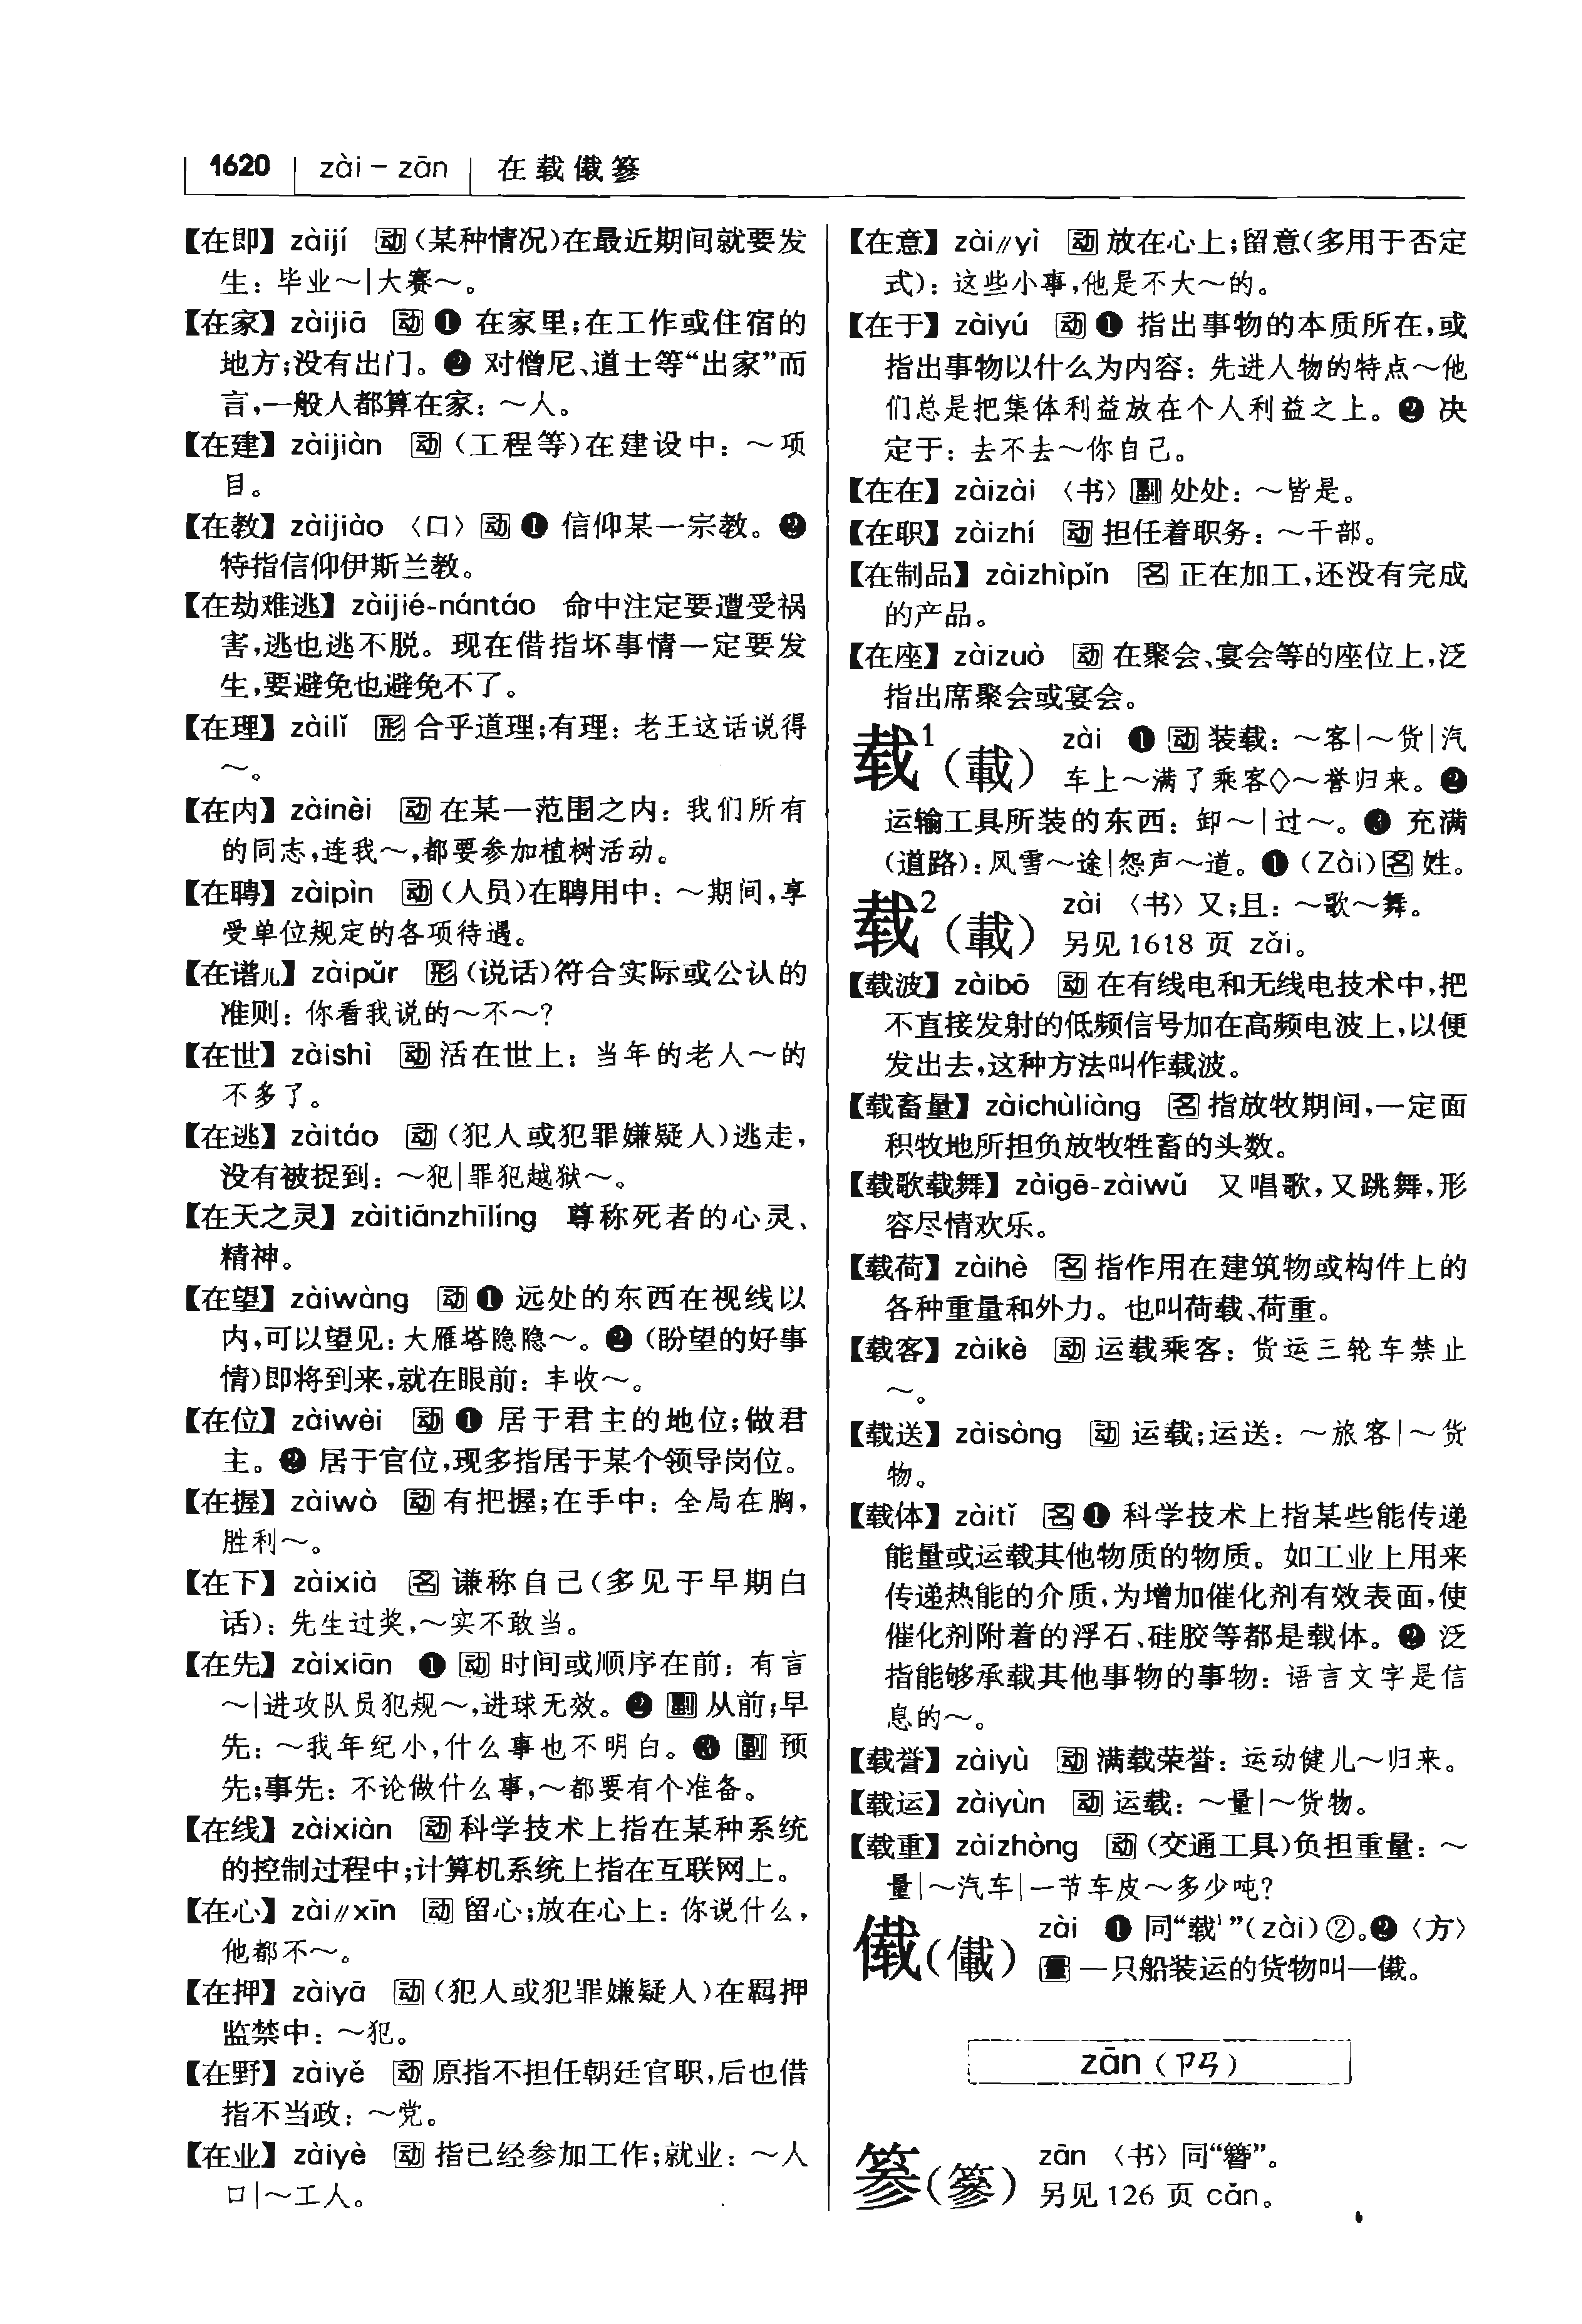 1620 zài－zān 在载傤篸
【在即】zàijí 动（某种情况）在最近期间就要发
生：毕业～|大赛～。
【在家】zàijiā 动❶ 在家里；在工作或住宿的
地方；没有出门。❷ 对僧尼、道士等“出家”而
言，一般人都算在家：～人。
【在建】zàijiàn 动（工程等）在建设中：～项
目。
【在教】zàijiào 〈口〉动❶ 信仰某一宗教。❷
特指信仰伊斯兰教。
【在劫难逃】zàijié-nántáo 命中注定要遭受祸
害，逃也逃不脱。现在借指坏事情一定要发
生，要避免也避免不了。
【在理】zàilǐ 形 合乎道理；有理：老王这话说得
～。
【在内】zàinèi 动 在某一范围之内：我们所有
的同志，连我～，都要参加植树活动。
【在聘】zàipìn 动（人员）在聘用中：～期间，享
受单位规定的各项待遇。
【在谱儿】zàipǔr 形（说话）符合实际或公认的
准则：你看我说的～不～？
【在世】zàishì 动 活在世上：当年的老人～的
不多了。
【在逃】zàitáo 动（犯人或犯罪嫌疑人）逃走，
没有被捉到：～犯|罪犯越狱～。
【在天之灵】zàitiānzhīlíng 尊称死者的心灵、
精神。
【在望】zàiwàng 动❶ 远处的东西在视线以
内，可以望见：大雁塔隐隐～。❷（盼望的好事
情）即将到来，就在眼前：丰收～。
【在位】zàiwèi 动❶ 居于君主的地位；做君
主。❷ 居于官位，现多指居于某个领导岗位。
【在握】zàiwò 动 有把握；在手中：全局在胸，
胜利～。
【在下】zàixià 名 谦称自己（多见于早期白
话）：先生过奖，～实不敢当。
【在先】zàixiān ❶ 动 时间或顺序在前：有言
～|进攻队员犯规～，进球无效。❷ 副 从前；早
先：～我年纪小，什么事也不明白。❸ 副 预
先；事先：不论做什么事，～都要有个准备。
【在线】zàixiàn 动 科学技术上指在某种系统
的控制过程中；计算机系统上指在互联网上。
【在心】zài∥xīn 动 留心；放在心上：你说什么，
他都不～。
【在押】zàiyā 动（犯人或犯罪嫌疑人）在羁押
监禁中：～犯。
【在野】zàiyě 动 原指不担任朝廷官职，后也借
指不当政：～党。
【在业】zàiyè 动 指已经参加工作；就业：～人
口|～工人。
【在意】zài∥yì 动 放在心上；留意（多用于否定
式）：这些小事，他是不大～的。
【在于】zàiyú 动❶ 指出事物的本质所在，或
指出事物以什么为内容：先进人物的特点～他
们总是把集体利益放在个人利益之上。❷ 决
定于：去不去～你自己。
【在在】zàizài 〈书〉副 处处：～皆是。
【在职】zàizhí 动 担任着职务：～干部。
【在制品】zàizhìpǐn 名 正在加工，还没有完成
的产品。
【在座】zàizuò 动 在聚会、宴会等的座位上，泛
指出席聚会或宴会。
载¹（載） zài ❶ 动 装载：～客|～货|汽
车上～满了乘客◇～誉归来。❷
运输工具所装的东西：卸～|过～。❸ 充满
（道路）：风雪～途|怨声～道。❶（Zài）名 姓。
载²（載） zài 〈书〉又；且：～歌～舞。
另见 1618 页 zǎi。
【载波】zàibō 动 在有线电和无线电技术中，把
不直接发射的低频信号加在高频电波上，以便
发出去，这种方法叫作载波。
【载畜量】zàichùliàng 名 指放牧期间，一定面
积牧地所担负放牧牲畜的头数。
【载歌载舞】zàigē-zàiwǔ 又唱歌，又跳舞，形
容尽情欢乐。
【载荷】zàihè 名 指作用在建筑物或构件上的
各种重量和外力。也叫荷载、荷重。
【载客】zàikè 动 运载乘客：货运三轮车禁止
～。
【载送】zàisòng 动 运载；运送：～旅客|～货
物。
【载体】zàitǐ 名❶ 科学技术上指某些能传递
能量或运载其他物质的物质。如工业上用来
传递热能的介质，为增加催化剂有效表面，使
催化剂附着的浮石、硅胶等都是载体。❷ 泛
指能够承载其他事物的事物：语言文字是信
息的～。
【载誉】zàiyù 动 满载荣誉：运动健儿～归来。
【载运】zàiyùn 动 运载：～量|～货物。
【载重】zàizhòng 动（交通工具）负担重量：～
量|～汽车|一节车皮～多少吨？
傤（儎） zài ❶ 同“载¹”（zài）②。❷〈方〉
量 一只船装运的货物叫一傤。
zān（ㄗㄢ）
篸（篸） zān 〈书〉同“簪”。
另见 126 页 cǎn。